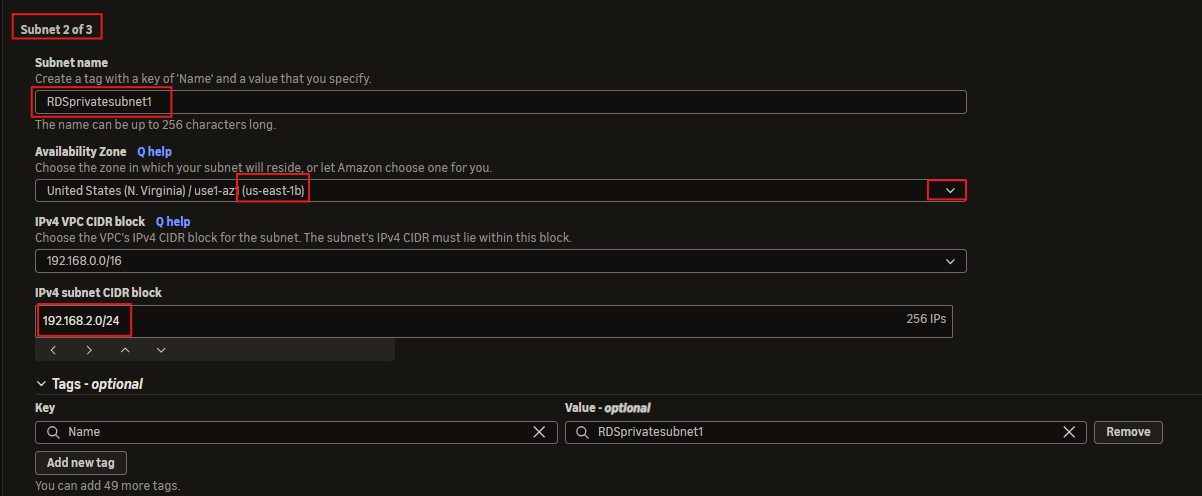 Subnet 2 of 3
Subnet name
Create a tag with a key of 'Name' and a value that you specify.
RDSprivatesubnet1
The name can be up to 256 characters long.
Availability Zone Q help
Choose the zone in which your subnet will reside, or let Amazon choose one for you.
United States (N. Virginia) / use1-az1 (us-east-1b)
IPv4 VPC CIDR block Q help
Choose the VPC's IPv4 CIDR block for the subnet. The subnet's IPv4 CIDR must lie within this block.
192.168.0.0/16
IPv4 subnet CIDR block
192.168.2.0/24 256 IPs
Tags - optional
Key Value - optional
Name RDSprivatesubnet1 Remove
Add new tag
You can add 49 more tags.